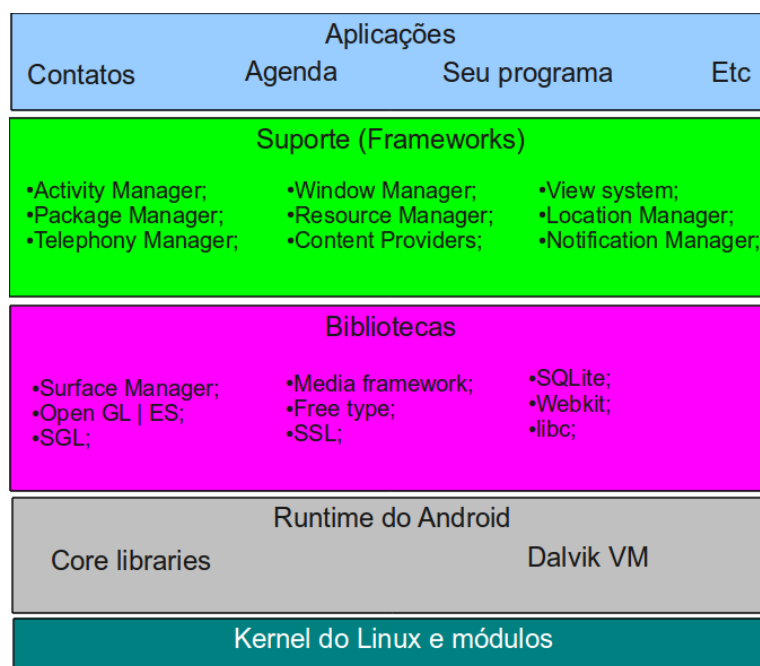 Aplicações
Contatos Agenda Seu programa Etc
Suporte (Frameworks)
•Activity Manager; •Window Manager; •View system;
•Package Manager; •Resource Manager; •Location Manager;
•Telephony Manager; •Content Providers; •Notification Manager;
Bibliotecas
•Surface Manager; •Media framework; •SQLite;
•Open GL | ES; •Free type; •Webkit;
•SGL; •SSL; •libc;
Runtime do Android
Core libraries Dalvik VM
Kernel do Linux e módulos